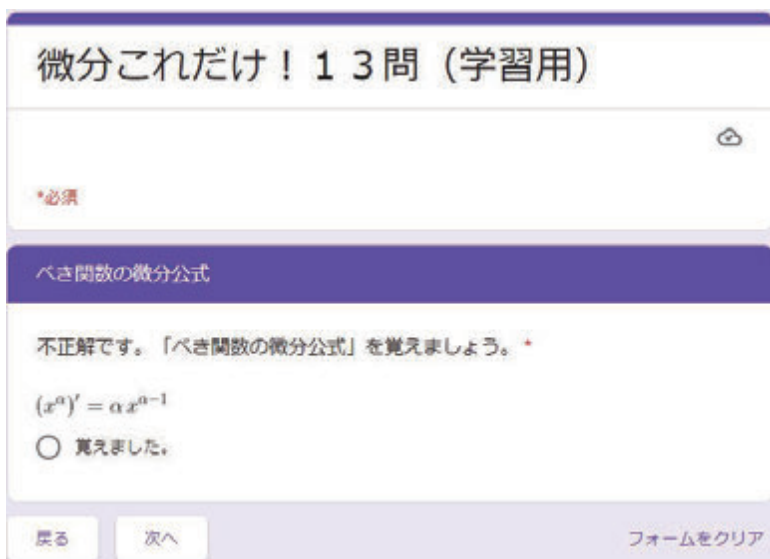 微分これだけ！１３問（学習用）
*必須
べき関数の微分公式
不正解です。「べき関数の微分公式」を覚えましょう。 *
(x^α)′ = αx^{α−1}
覚えました。
戻る
次へ
フォームをクリア